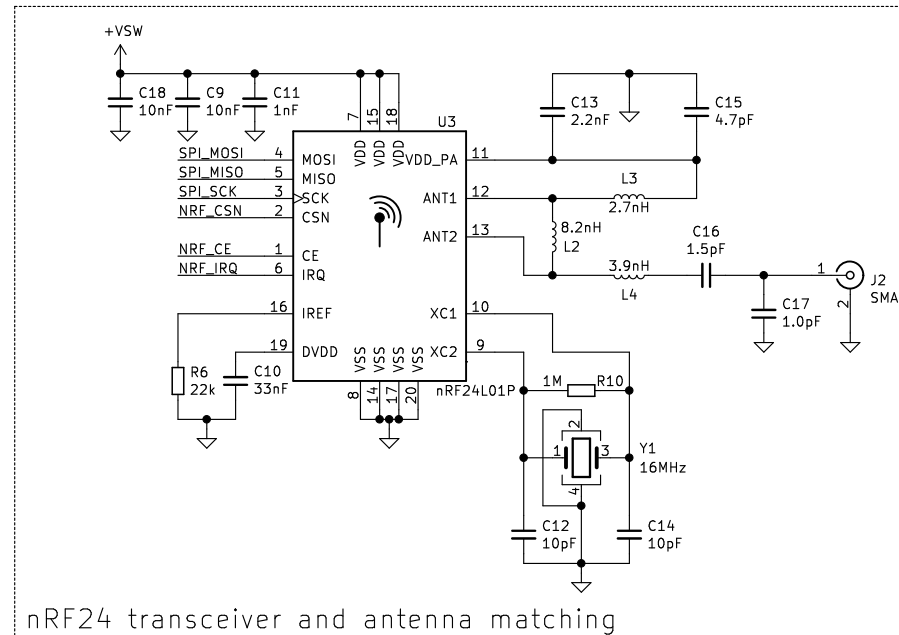 +VSW
C18
10nF
C9
10nF
C11
1nF
7
15
18
U3
VDD
VDD
VDD
C13
2.2nF
C15
4.7pF
SPI_MOSI
4
MOSI
SPI_MISO
5
MISO
SPI_SCK
3
SCK
NRF_CSN
2
CSN
NRF_CE
1
CE
NRF_IRQ
6
IRQ
16
IREF
19
DVDD
VDD_PA
11
ANT1
12
ANT2
13
XC1
10
XC2
9
VSS
VSS
VSS
VSS
8
14
17
20
nRF24L01P
L3
2.7nH
8.2nH
L2
3.9nH
L4
C16
1.5pF
C17
1.0pF
1
2
J2
SMA
R6
22k
C10
33nF
1M
R10
2
1
3
4
Y1
16MHz
C12
10pF
C14
10pF
nRF24 transceiver and antenna matching